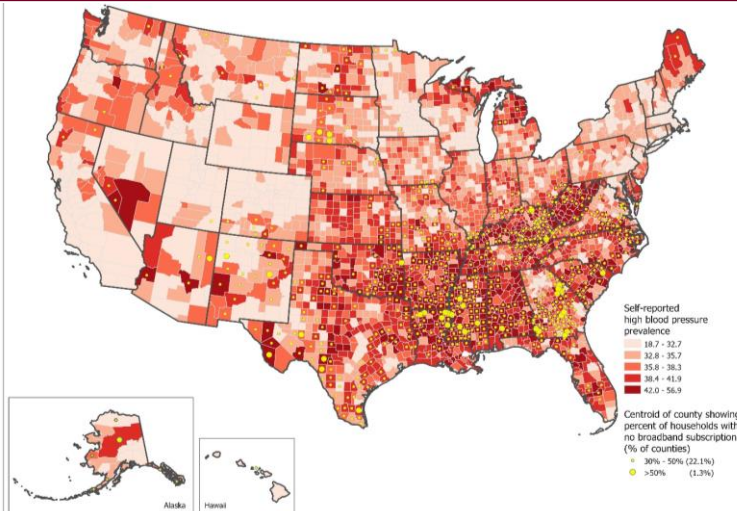 Self-reported
high blood pressure
prevalence
18.7 - 32.7
32.8 - 35.7
35.8 - 38.3
38.4 - 41.9
42.0 - 56.9
Centroid of county showing
percent of households with
no broadband subscription
(% of counties)
30% - 50% (22.1%)
>50% (1.3%)
Alaska
Hawaii